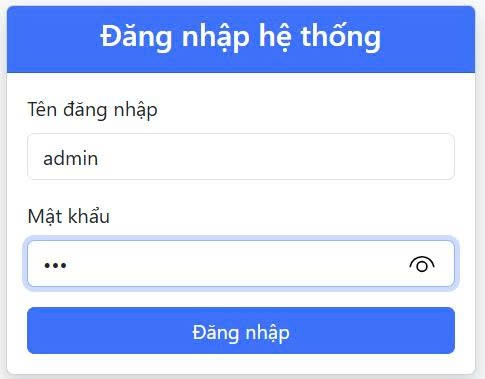 Đăng nhập hệ thống
Tên đăng nhập
admin
Mật khẩu
•••
Đăng nhập